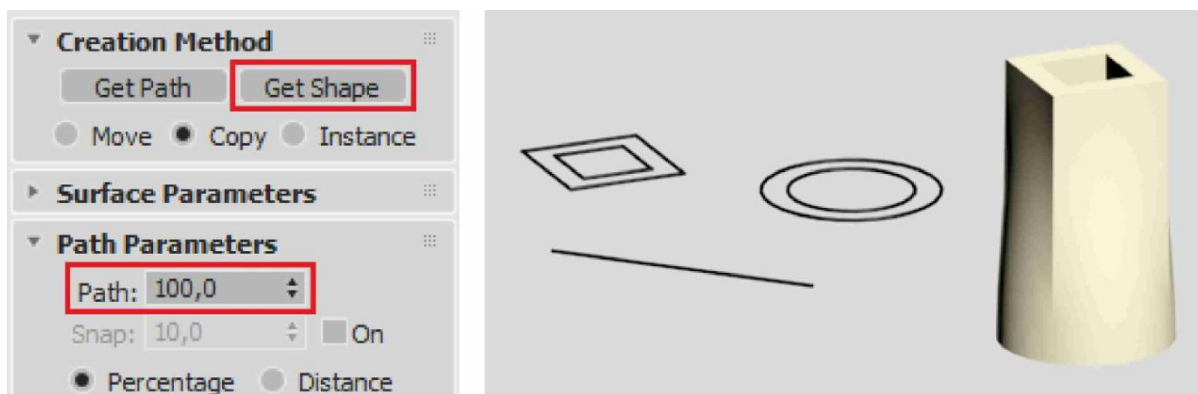 Creation Method
Get Path Get Shape
Move Copy Instance
Surface Parameters
Path Parameters
Path: 100,0
Snap: 10,0 On
Percentage Distance